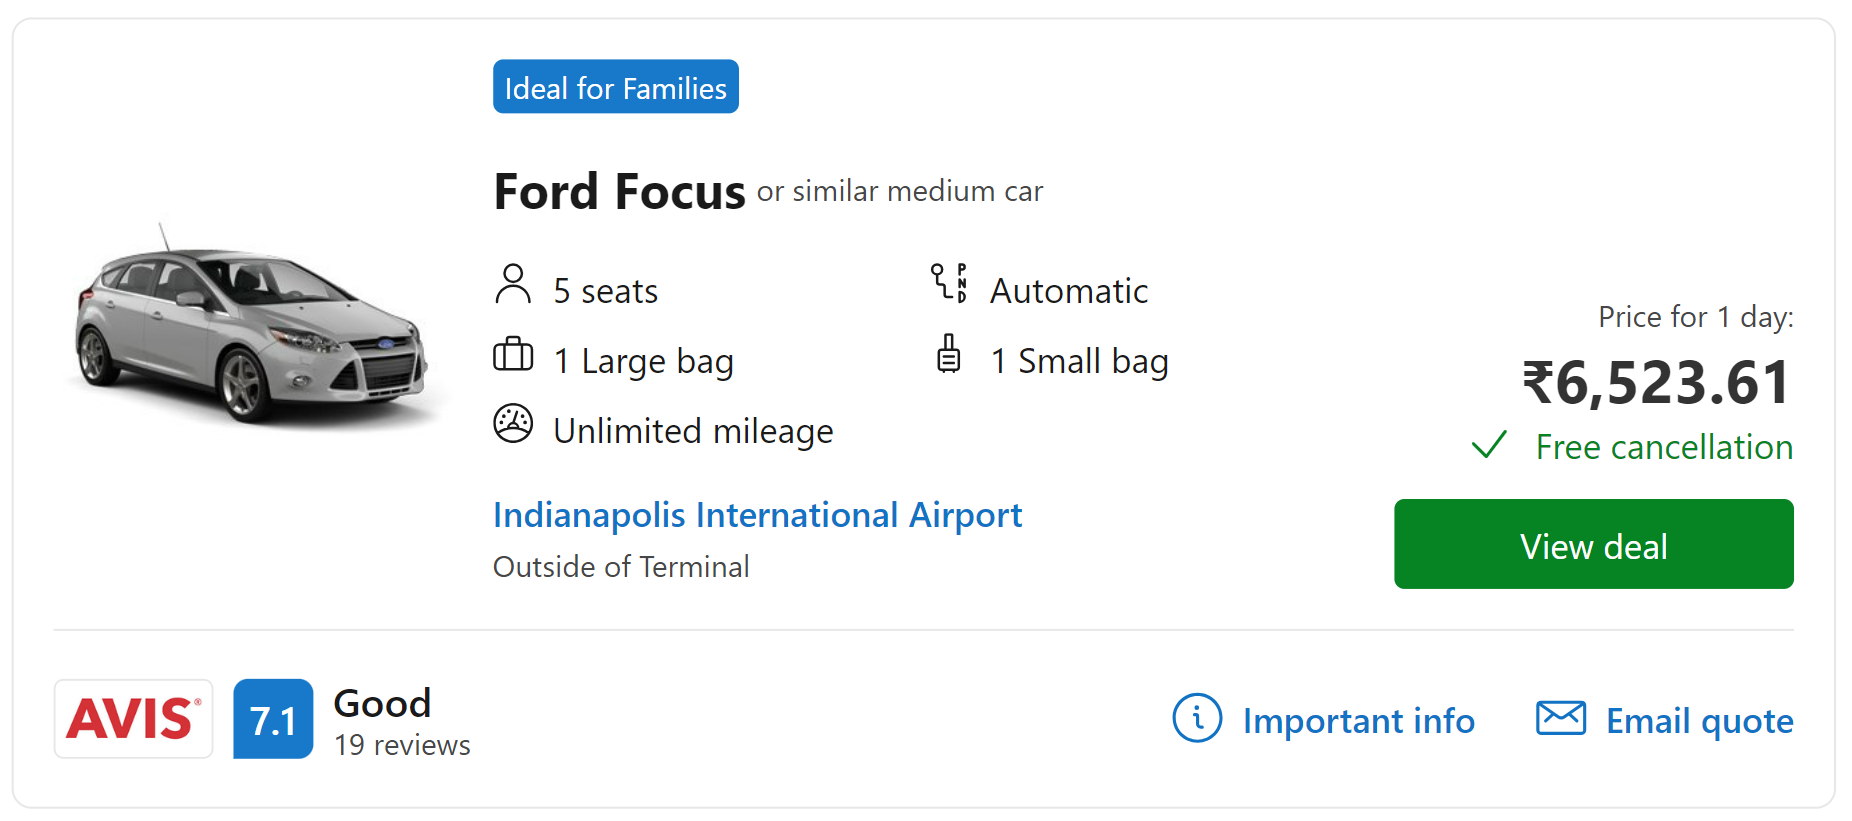 Ideal for Families
Ford Focus or similar medium car
5 seats
Automatic
1 Large bag
1 Small bag
Unlimited mileage
Indianapolis International Airport
Outside of Terminal
Price for 1 day:
₹6,523.61
Free cancellation
View deal
AVIS®
7.1
Good
19 reviews
Important info
Email quote